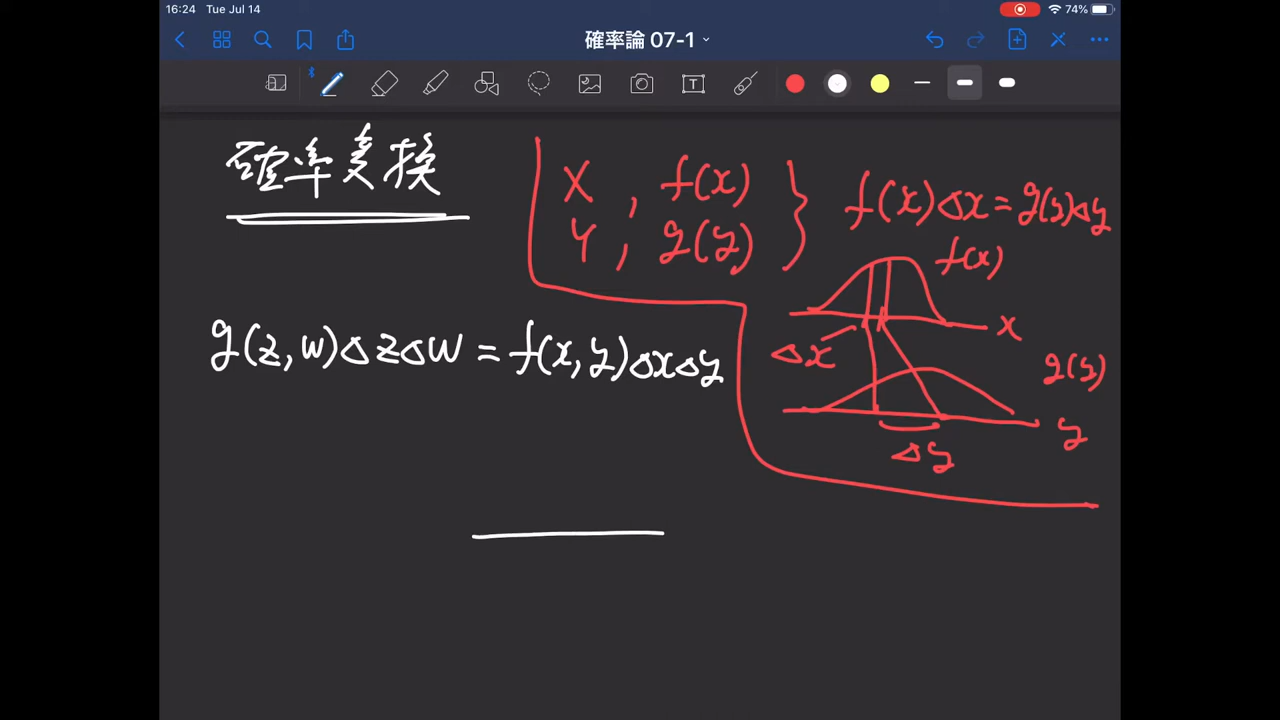 16:24 Tue Jul 14
74%
確率論 07-1
T
確率変換
X , f(x)
Y , g(y)
f(x)Δx=g(y)Δy
f(x)
x
Δx
g(y)
y
Δy
g(z,w)ΔzΔw=f(x,y)ΔxΔy